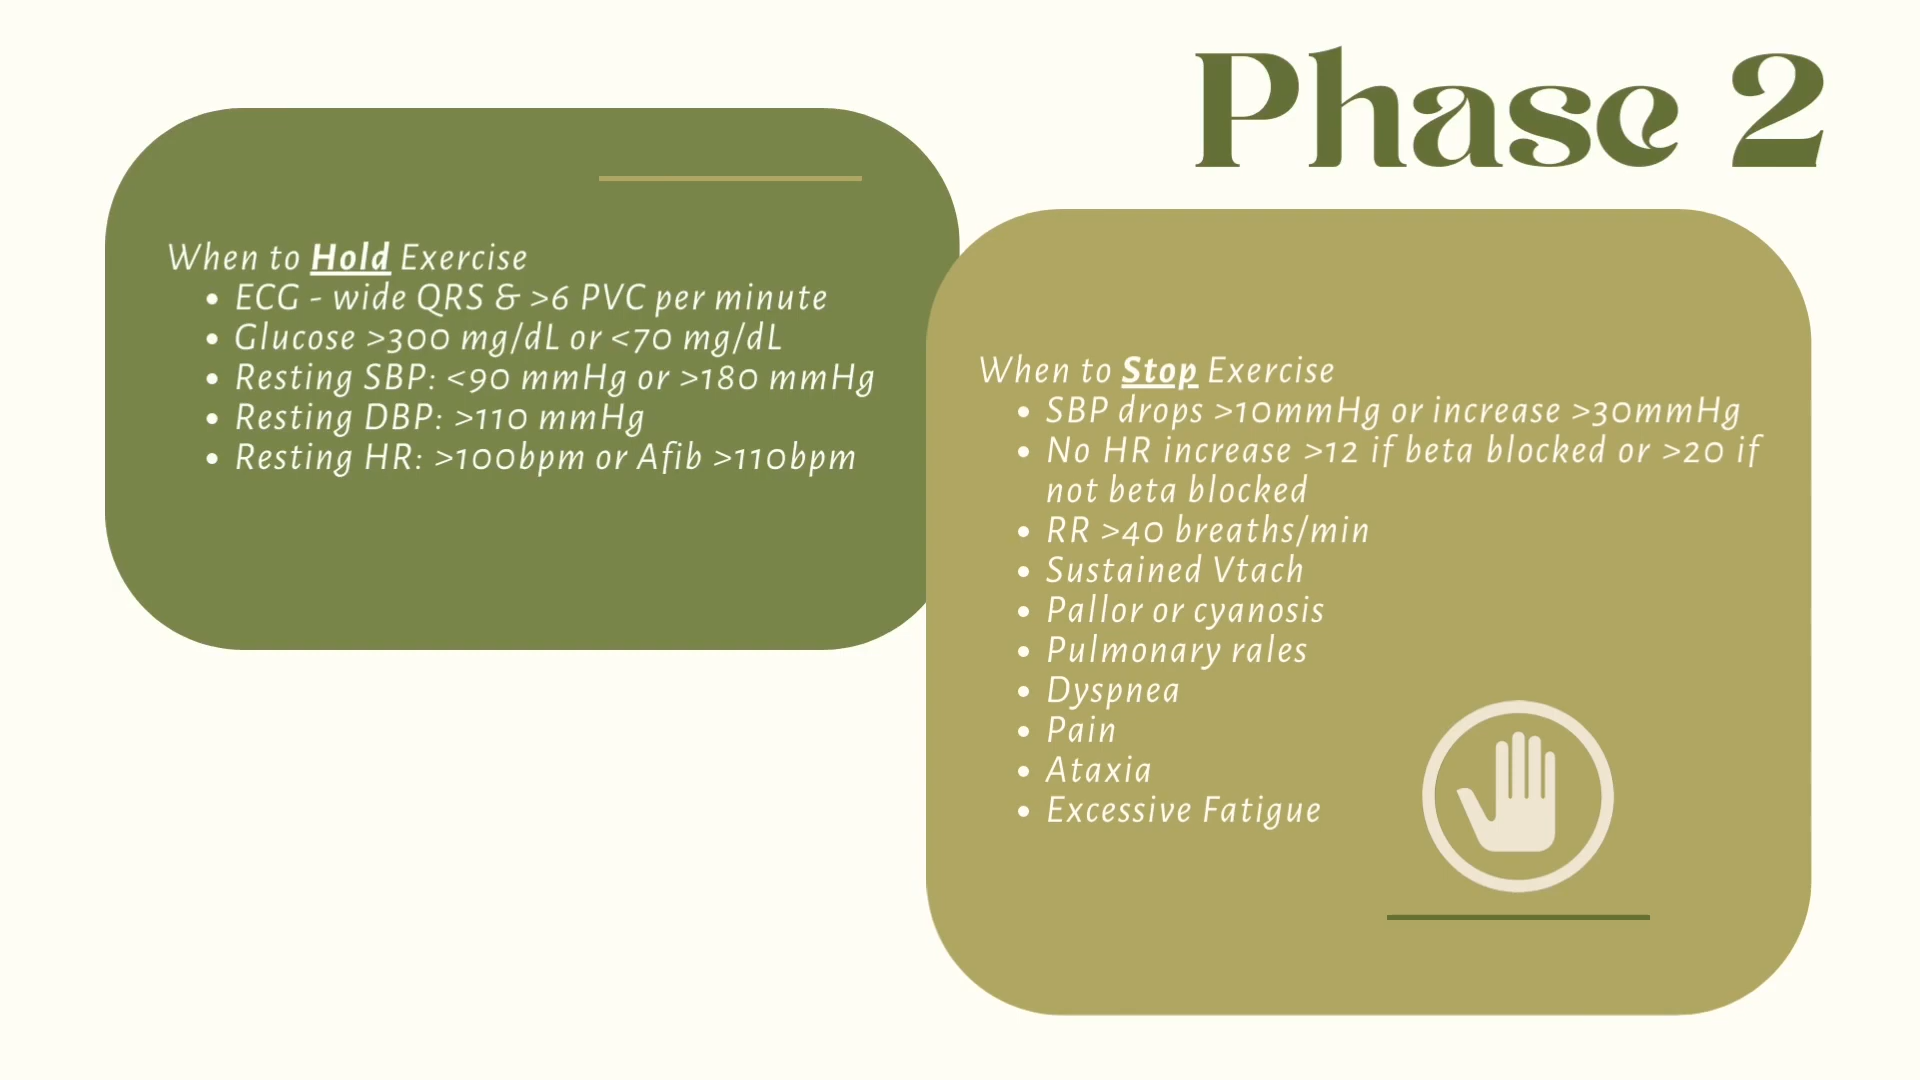 Phase 2
When to Hold Exercise
ECG - wide QRS & >6 PVC per minute
Glucose >300 mg/dL or <70 mg/dL
Resting SBP: <90 mmHg or >180 mmHg
Resting DBP: >110 mmHg
Resting HR: >100bpm or Afib >110bpm
When to Stop Exercise
SBP drops >10mmHg or increase >30mmHg
No HR increase >12 if beta blocked or >20 if
not beta blocked
RR >40 breaths/min
Sustained Vtach
Pallor or cyanosis
Pulmonary rales
Dyspnea
Pain
Ataxia
Excessive Fatigue